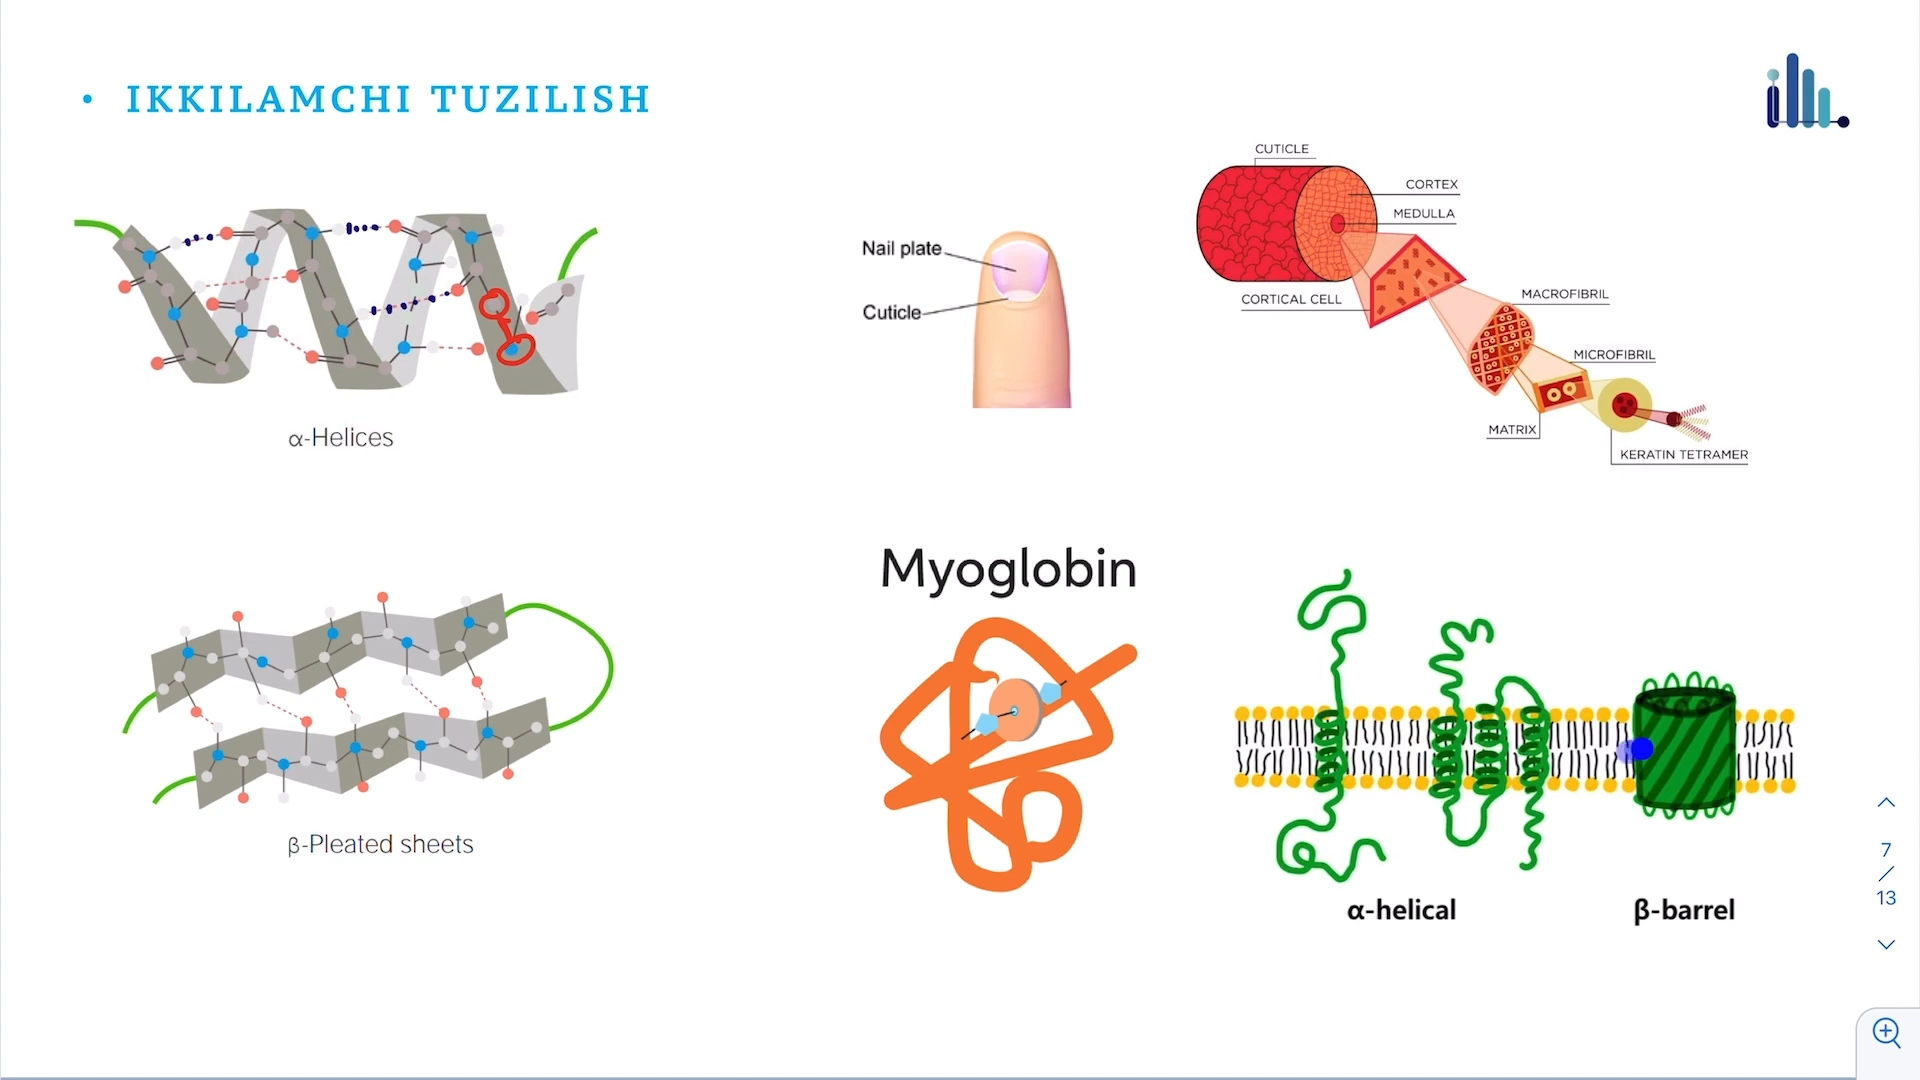 • IKKILAMCHI TUZILISH
α-Helices
Nail plate
Cuticle
CUTICLE
CORTEX
MEDULLA
CORTICAL CELL
MACROFIBRIL
MICROFIBRIL
MATRIX
KERATIN TETRAMER
β-Pleated sheets
Myoglobin
α-helical
β-barrel
7
/
13